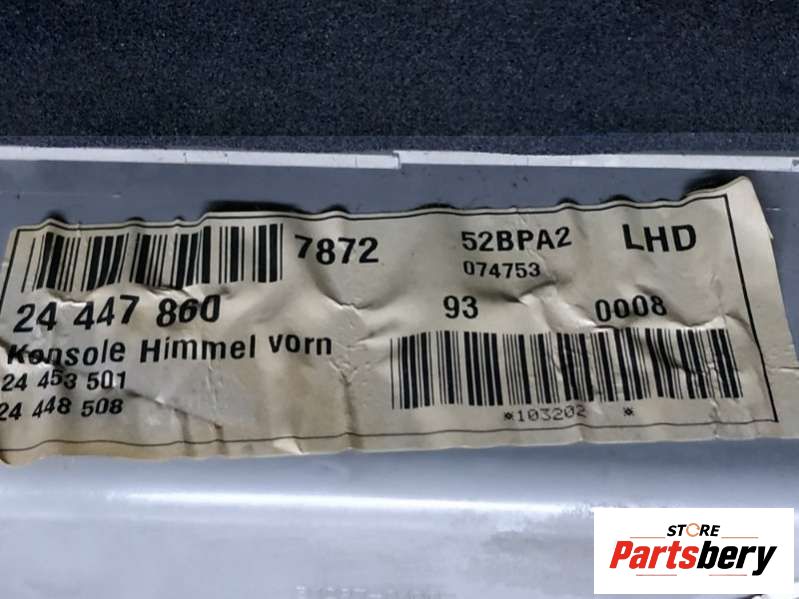 7872
52BPA2
LHD
074753
24 447 860
93
0008
Konsole Himmel vorn
24 453 501
24 448 508
*103202 *
STORE
Partsbery